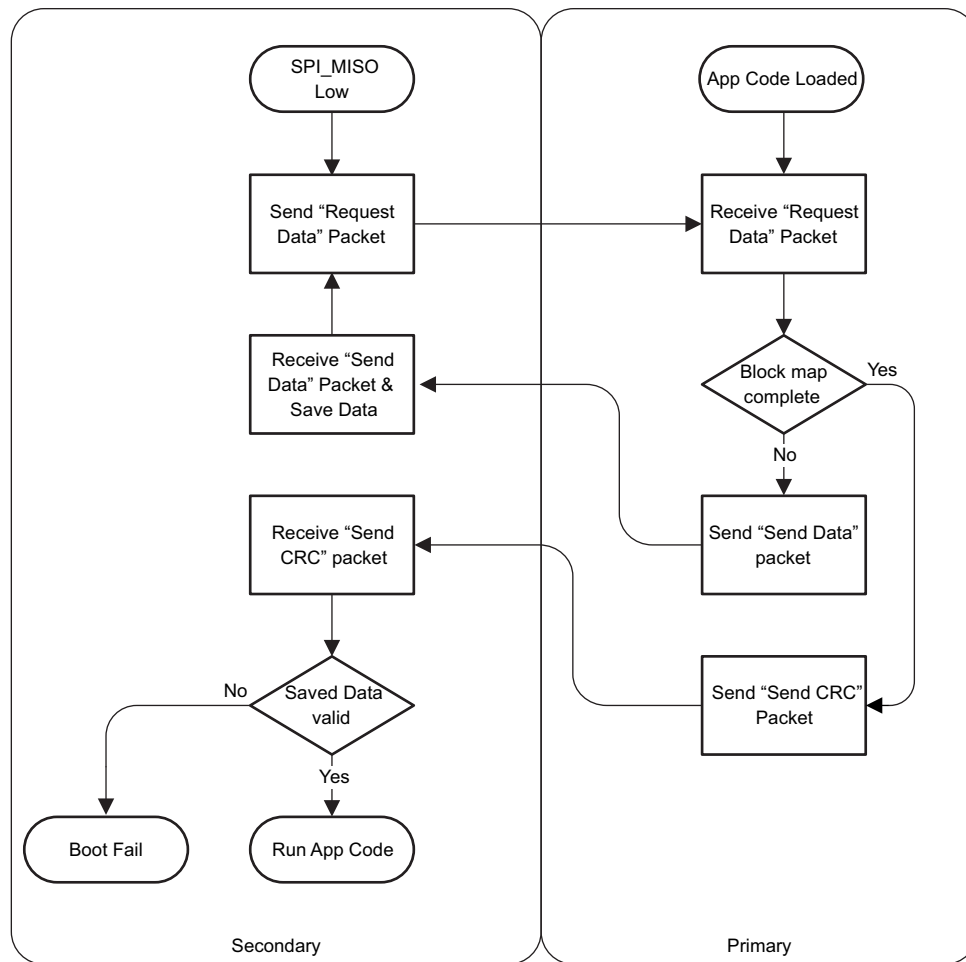 SPI_MISO
Low
App Code Loaded
Send “Request
Data” Packet
Receive “Request
Data” Packet
Receive “Send
Data” Packet &
Save Data
Block map
complete
Yes
No
Receive “Send
CRC” packet
Send “Send Data”
packet
No
Saved Data
valid
Send “Send CRC”
Packet
Yes
Boot Fail
Run App Code
Secondary
Primary